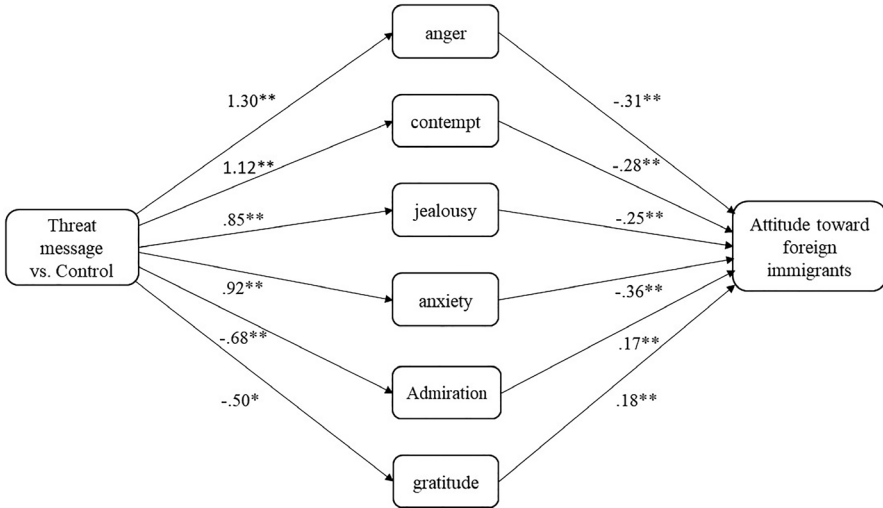 anger
1.30**
-.31**
contempt
1.12**
-.28**
jealousy
.85**
-.25**
Threat
message
vs. Control
Attitude toward
foreign
immigrants
.92**
anxiety
-.36**
-.68**
.17**
Admiration
-.50*
.18**
gratitude